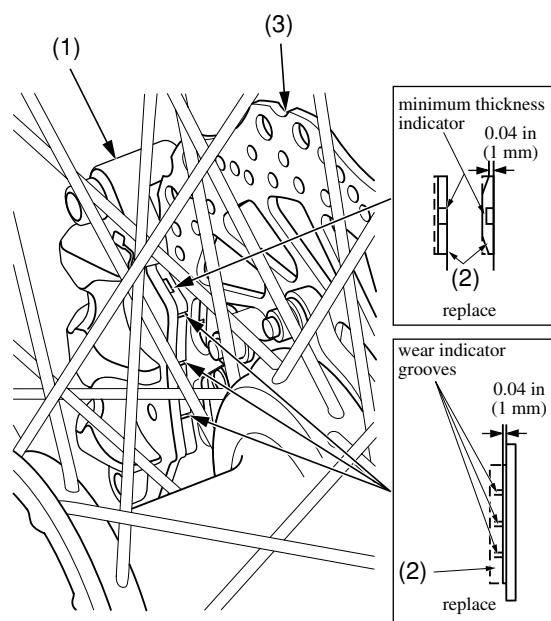 (1)
(3)
minimum thickness
indicator
0.04 in
(1 mm)
(2)
replace
wear indicator
grooves
0.04 in
(1 mm)
(2)
replace